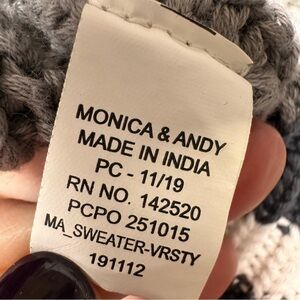 MONICA & ANDY
MADE IN INDIA
PC - 11/19
RN NO. 142520
PCPO 251015
MA_SWEATER-VRSTY
191112